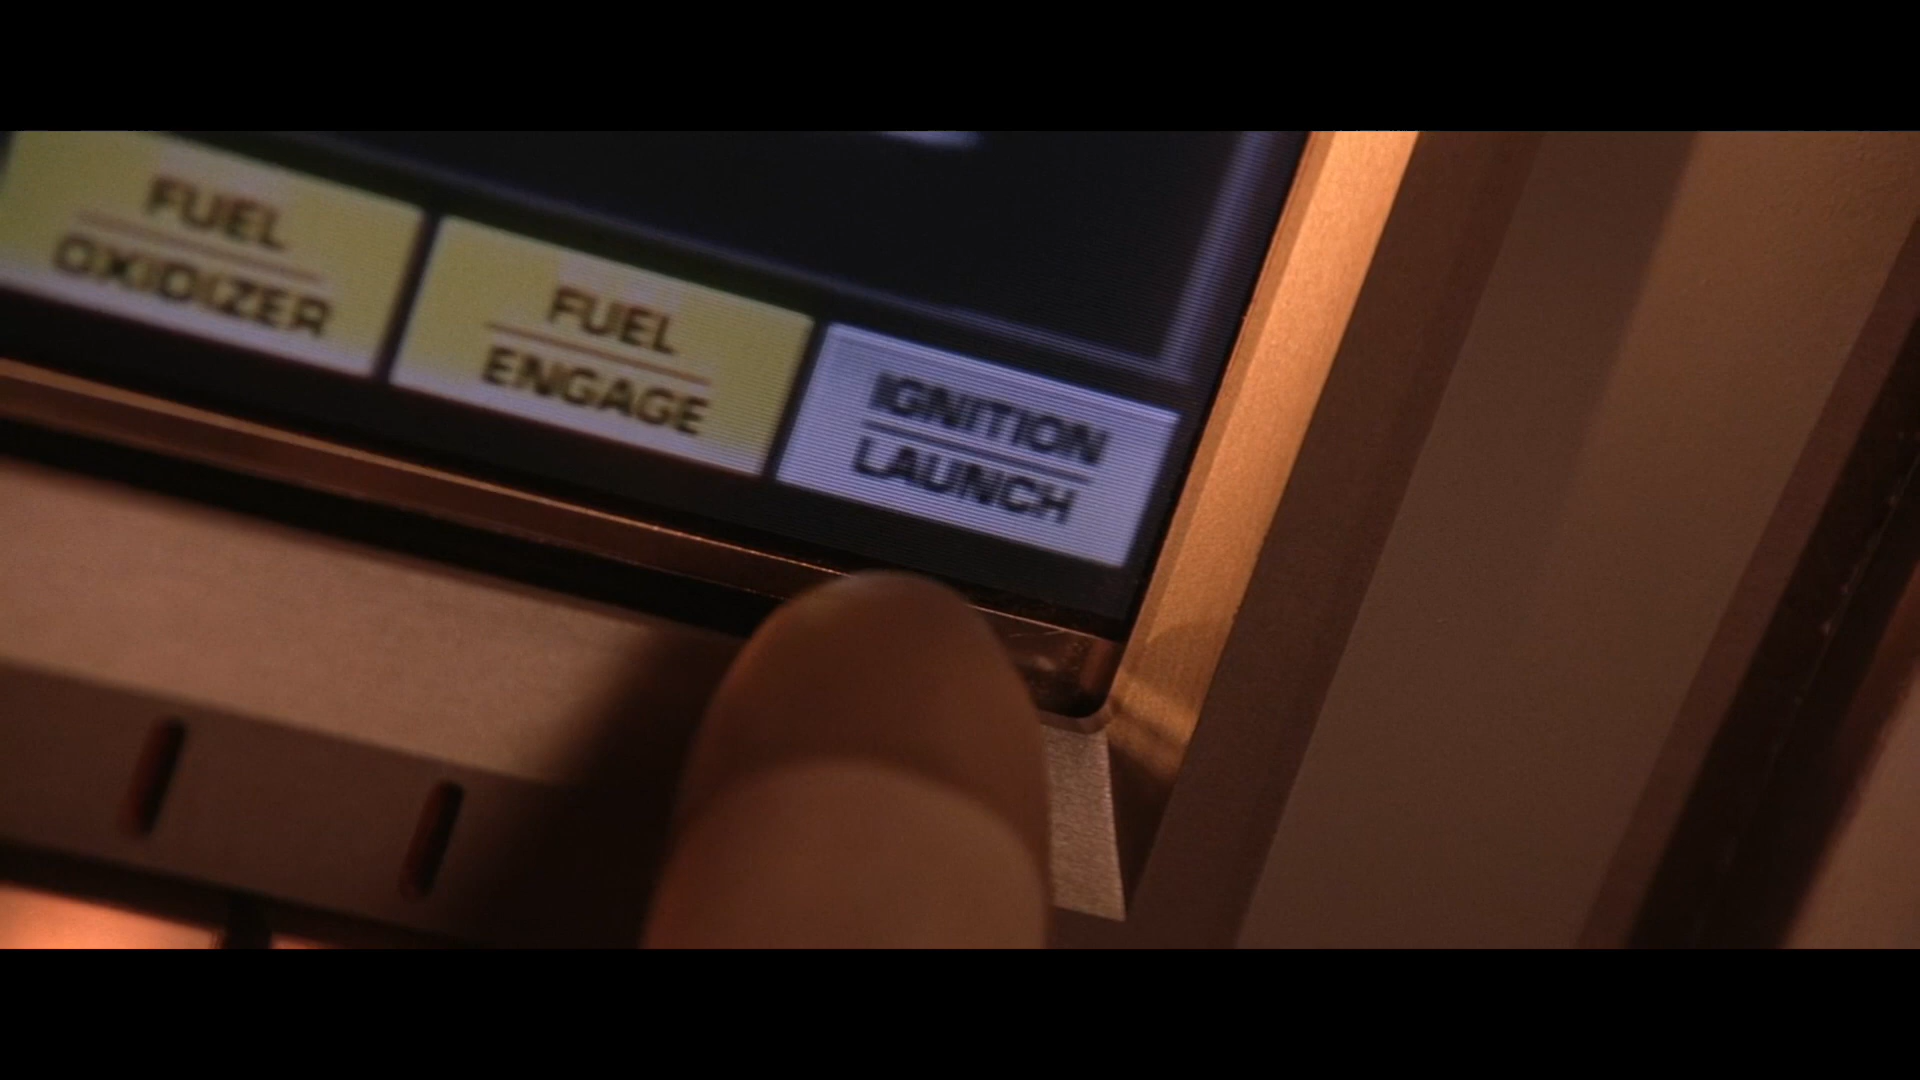 FUEL
OXIDIZER
FUEL
ENGAGE
IGNITION
LAUNCH